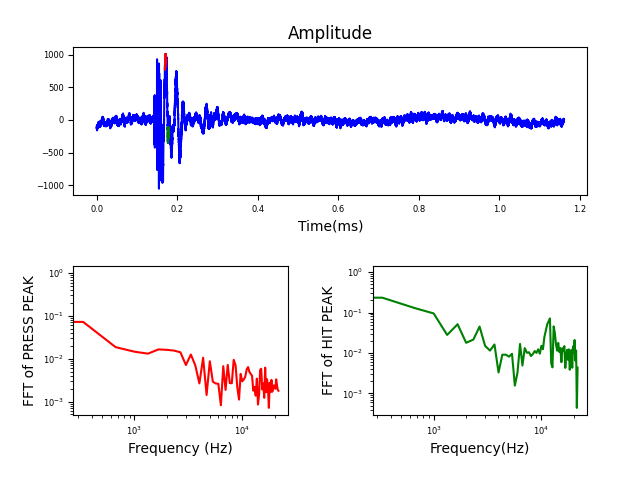 Amplitude
1000
500
0
−500
−1000
0.0 0.2 0.4 0.6 0.8 1.0 1.2
Time(ms)
FFT of PRESS PEAK
10⁰
10⁻¹
10⁻²
10⁻³
10³ 10⁴
Frequency (Hz)
FFT of HIT PEAK
10⁰
10⁻¹
10⁻²
10⁻³
10³ 10⁴
Frequency(Hz)